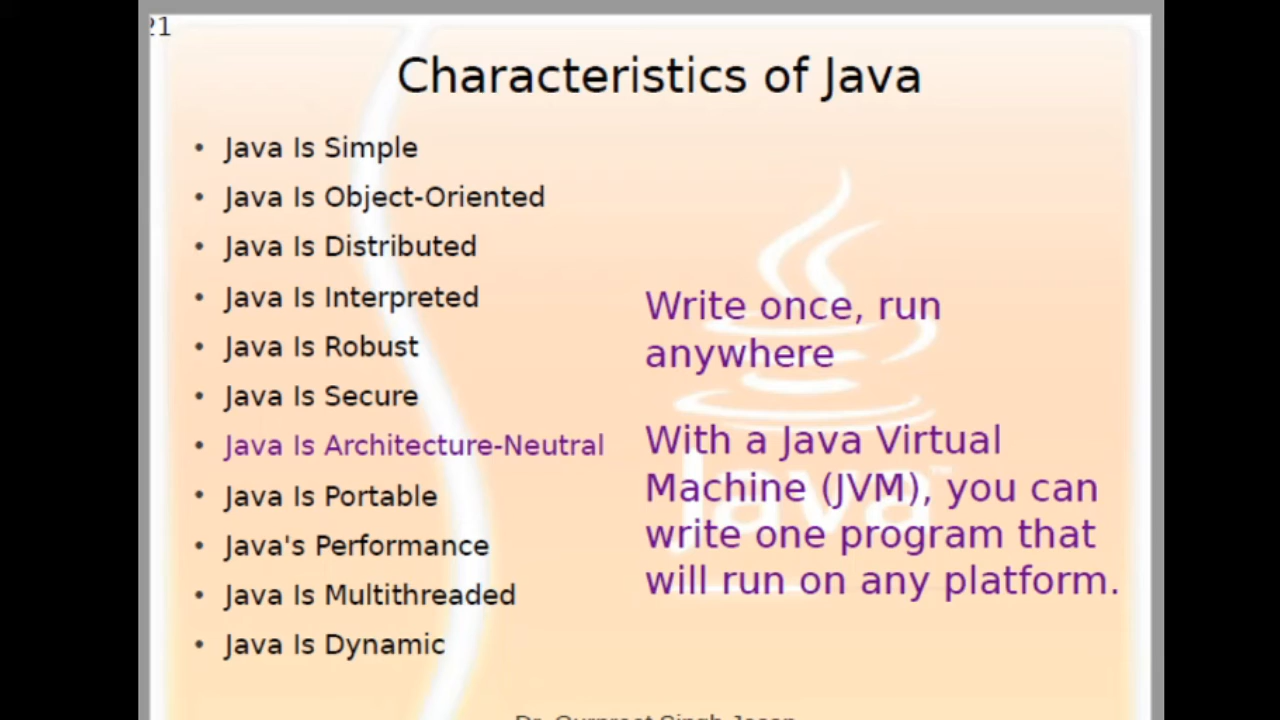 21
Characteristics of Java
• Java Is Simple
• Java Is Object-Oriented
• Java Is Distributed
• Java Is Interpreted
• Java Is Robust
• Java Is Secure
• Java Is Architecture-Neutral
• Java Is Portable
• Java's Performance
• Java Is Multithreaded
• Java Is Dynamic
Write once, run
anywhere
With a Java Virtual
Machine (JVM), you can
write one program that
will run on any platform.
Java™